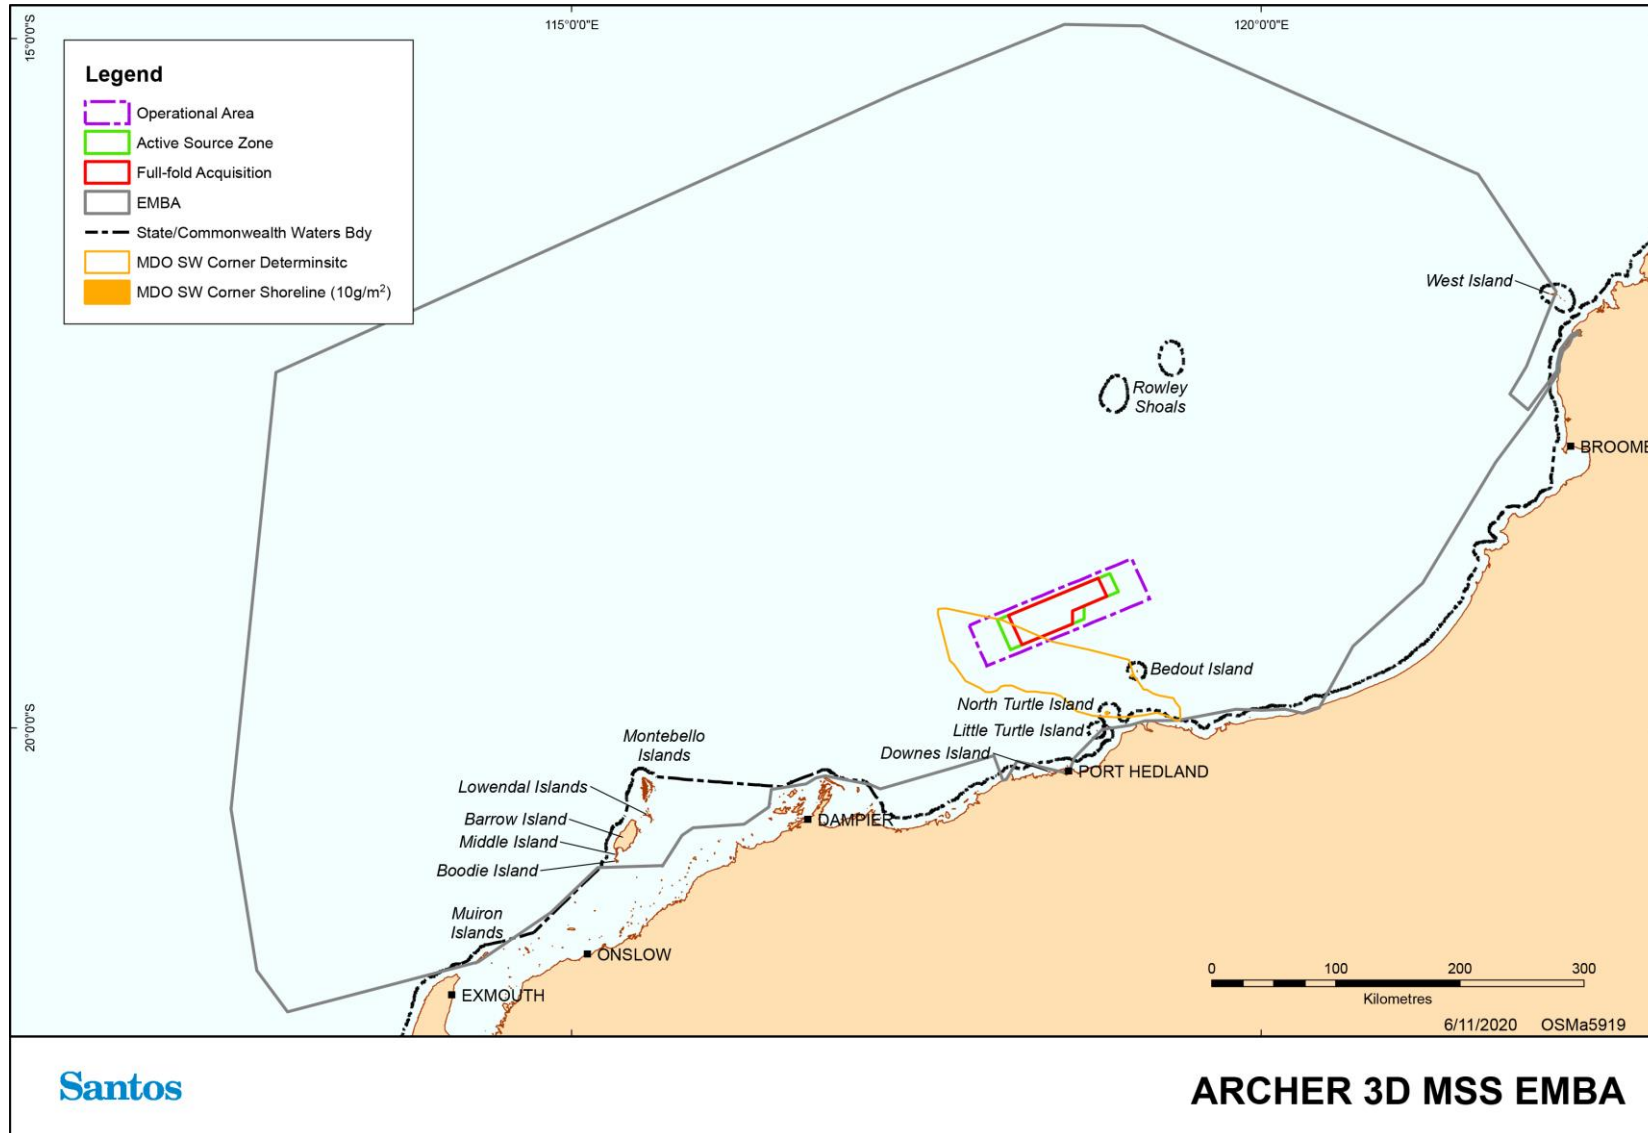 115°0'0"E
120°0'0"E
15°0'0"S
20°0'0"S
Legend
Operational Area
Active Source Zone
Full-fold Acquisition
EMBA
State/Commonwealth Waters Bdy
MDO SW Corner Determinsitc
MDO SW Corner Shoreline (10g/m²)
West Island
Rowley
Shoals
BROOME
Bedout Island
North Turtle Island
Little Turtle Island
Downes Island
PORT HEDLAND
Montebello
Islands
Lowendal Islands
Barrow Island
Middle Island
Boodie Island
DAMPIER
Muiron
Islands
ONSLOW
EXMOUTH
0 100 200 300
Kilometres
6/11/2020 OSMa5919
Santos
ARCHER 3D MSS EMBA